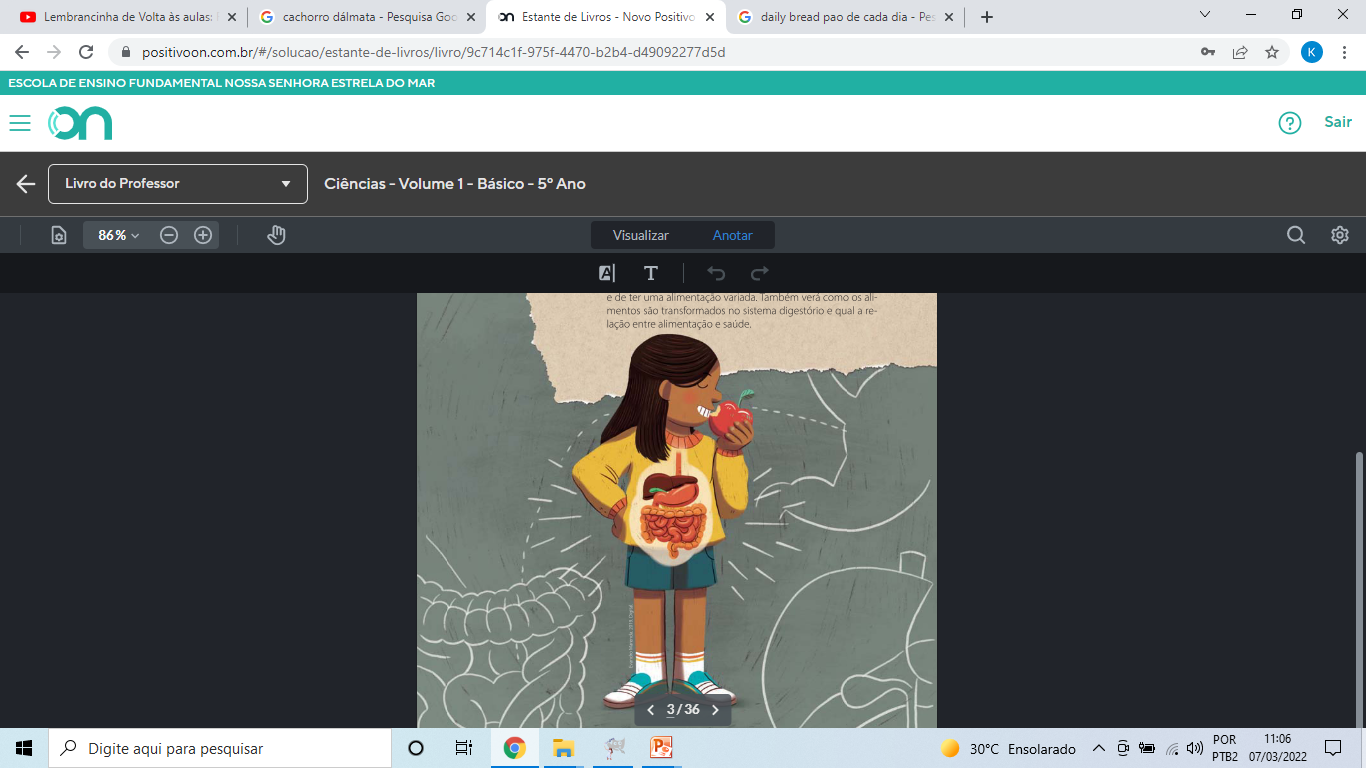 Lembrancinha de Volta às aulas:
cachorro dálmata - Pesquisa Goo
Estante de Livros - Novo Positivo
daily bread pao de cada dia - Pes
positivoon.com.br/#/solucao/estante-de-livros/livro/9c714c1f-975f-4470-b2b4-d49092277d5d
K
ESCOLA DE ENSINO FUNDAMENTAL NOSSA SENHORA ESTRELA DO MAR
on
Sair
Livro do Professor
Ciências - Volume 1 - Básico - 5º Ano
86%
Visualizar
Anotar
A
T
e de ter uma alimentação variada. Também verá como os ali-
mentos são transformados no sistema digestório e qual a re-
lação entre alimentação e saúde.
3 / 36
Digite aqui para pesquisar
30°C Ensolarado
POR
PTB2
11:06
07/03/2022